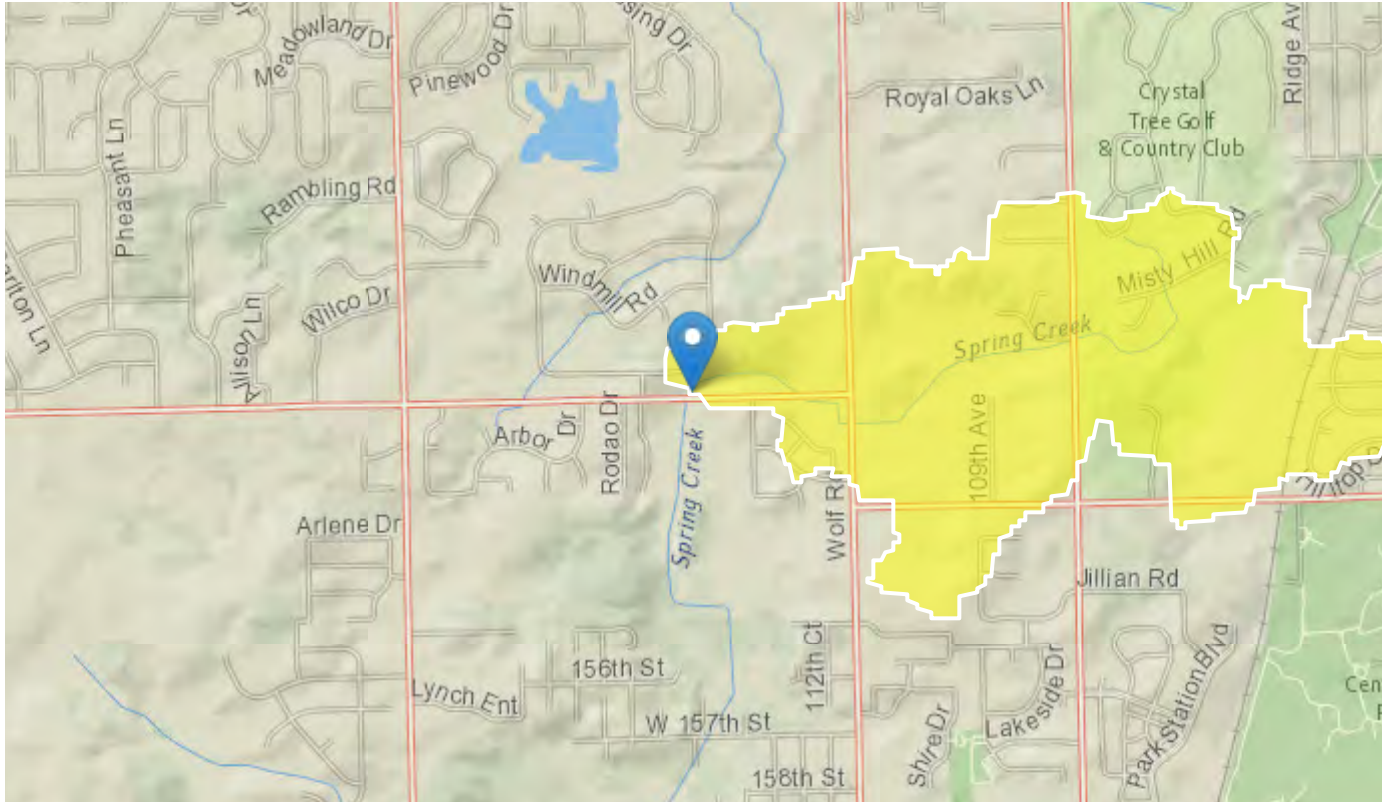 Meadowland Dr
Pinewood Dr
sing Dr
Ridge Av
Royal Oaks Ln
Crystal
Tree Golf
& Country Club
Pheasant Ln
Rambling Rd
arlton Ln
Allison Ln
Wilco Dr
Windmill Rd
Misty Hill Rd
Spring Creek
Arbor Dr
Rodao Dr
Spring Creek
109th Ave
Wolf R
Hilltop
Arlene Dr
Jillian Rd
156th St
Lynch Ent
112th Ct
W 157th St
158th St
Shire Dr
Lakeside Dr
Park Station Blvd
Cen